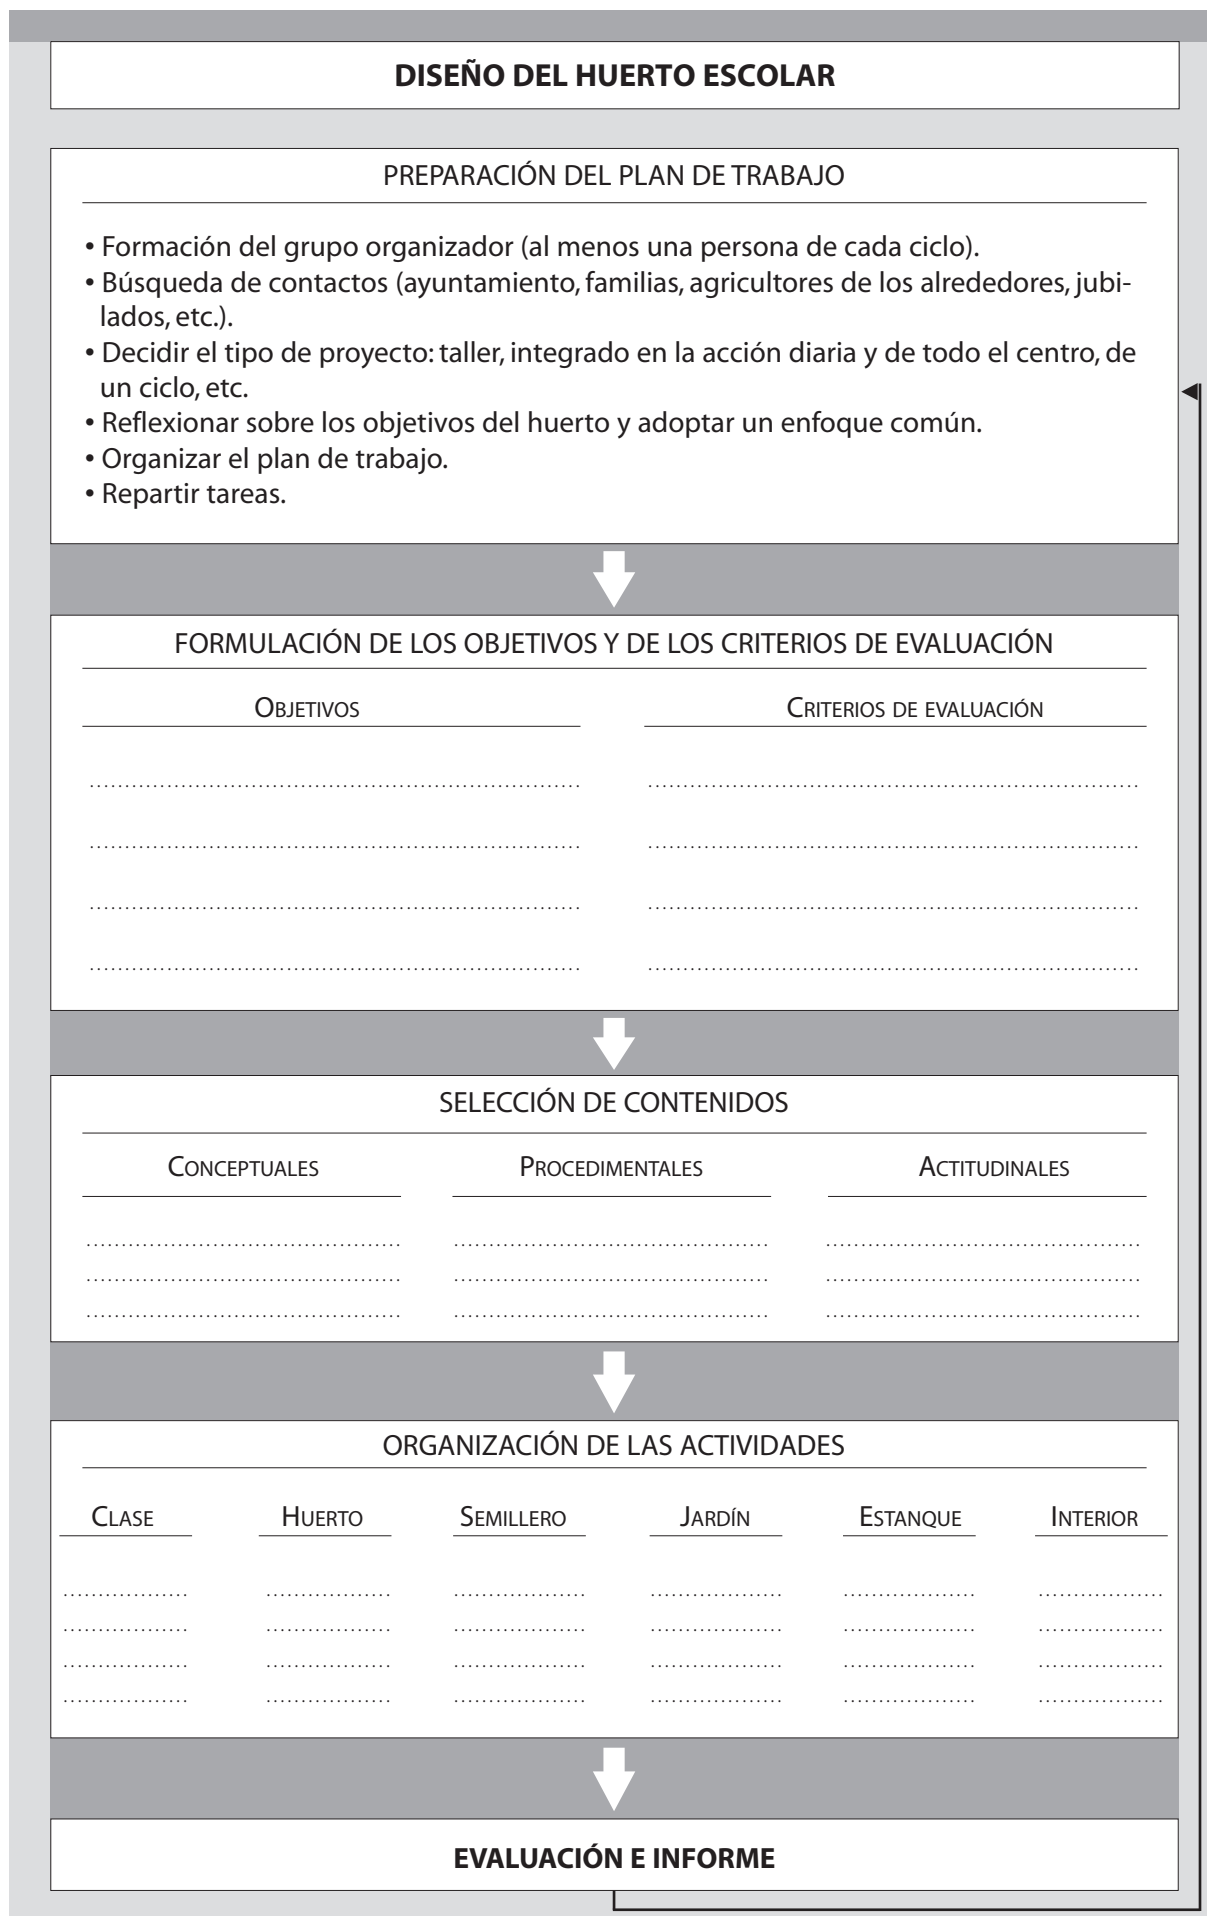 DISEÑO DEL HUERTO ESCOLAR
PREPARACIÓN DEL PLAN DE TRABAJO
• Formación del grupo organizador (al menos una persona de cada ciclo).
• Búsqueda de contactos (ayuntamiento, familias, agricultores de los alrededores, jubi-
lados, etc.).
• Decidir el tipo de proyecto: taller, integrado en la acción diaria y de todo el centro, de
un ciclo, etc.
• Reflexionar sobre los objetivos del huerto y adoptar un enfoque común.
• Organizar el plan de trabajo.
• Repartir tareas.
FORMULACIÓN DE LOS OBJETIVOS Y DE LOS CRITERIOS DE EVALUACIÓN
OBJETIVOS CRITERIOS DE EVALUACIÓN
SELECCIÓN DE CONTENIDOS
CONCEPTUALES PROCEDIMENTALES ACTITUDINALES
ORGANIZACIÓN DE LAS ACTIVIDADES
CLASE HUERTO SEMILLERO JARDÍN ESTANQUE INTERIOR
EVALUACIÓN E INFORME